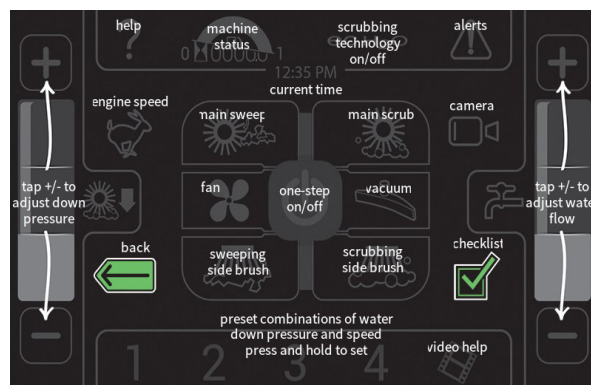 help
machine
status
scrubbing
technology
on/off
alerts
12:35 PM
current time
engine speed
main sweep
main scrub
camera
tap +/- to
adjust down
pressure
fan
one-step
on/off
vacuum
tap +/- to
adjust water
flow
back
sweeping
side brush
scrubbing
side brush
checklist
preset combinations of water
down pressure and speed
press and hold to set
1 2 3 4
video help